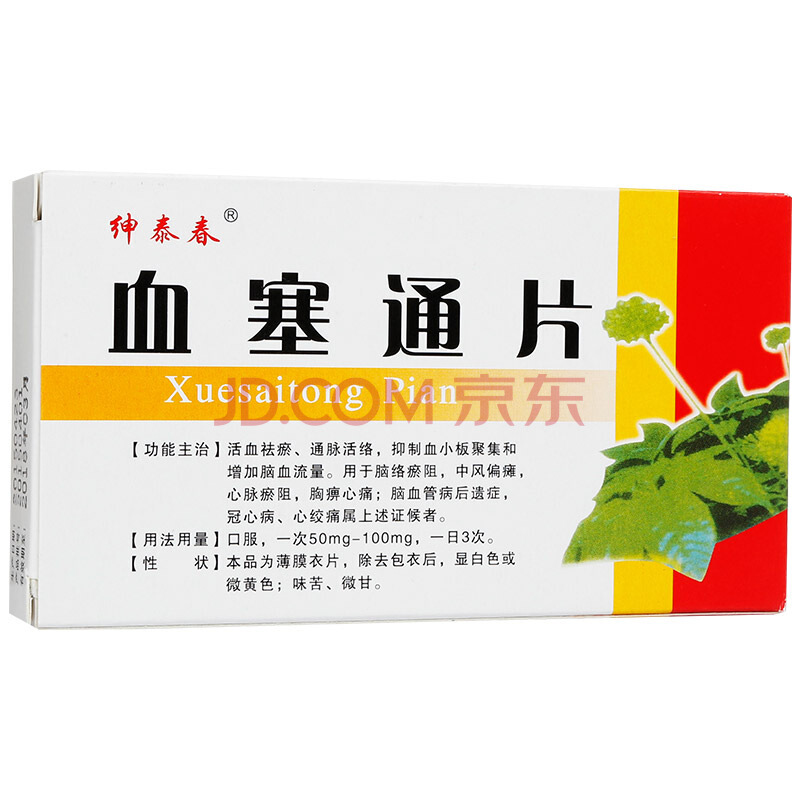 绅泰春®
血塞通片
Xuesaitong Pian
JD.COM 京东
【功能主治】活血祛瘀、通脉活络，抑制血小板聚集和
增加脑血流量。用于脑络瘀阻，中风偏瘫，
心脉瘀阻，胸痹心痛；脑血管病后遗症，
冠心病、心绞痛属上述证候者。
【用法用量】口服，一次50mg-100mg，一日3次。
【性　　状】本品为薄膜衣片，除去包衣后，显白色或
微黄色；味苦、微甘。